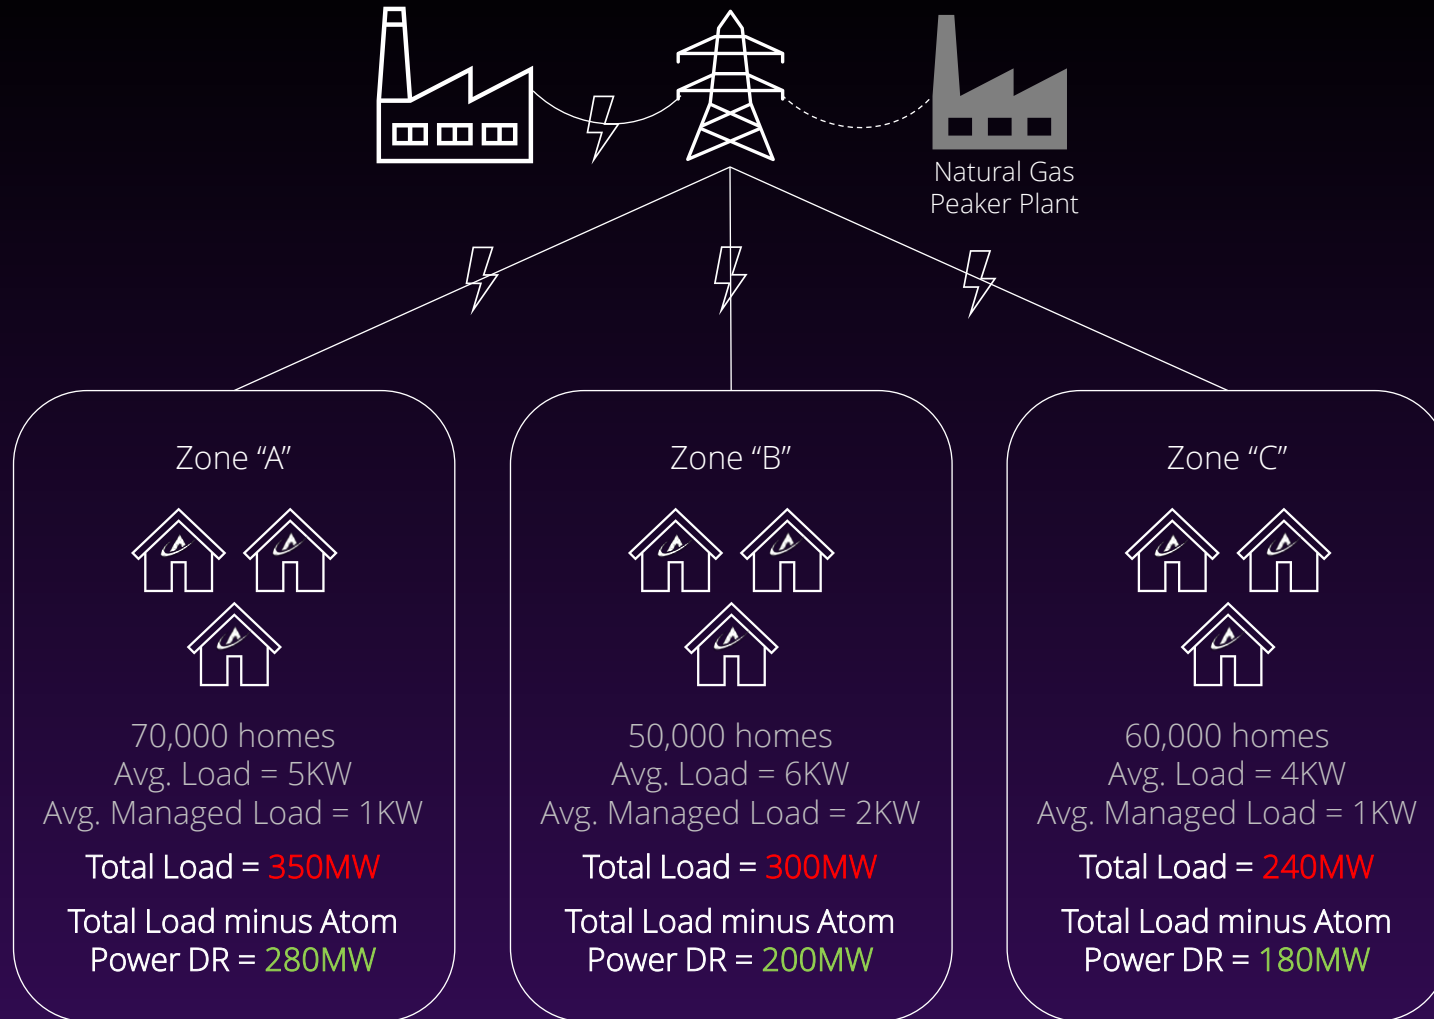 Natural Gas
Peaker Plant
Zone “A”
70,000 homes
Avg. Load = 5KW
Avg. Managed Load = 1KW
Total Load = 350MW
Total Load minus Atom
Power DR = 280MW
Zone “B”
50,000 homes
Avg. Load = 6KW
Avg. Managed Load = 2KW
Total Load = 300MW
Total Load minus Atom
Power DR = 200MW
Zone “C”
60,000 homes
Avg. Load = 4KW
Avg. Managed Load = 1KW
Total Load = 240MW
Total Load minus Atom
Power DR = 180MW